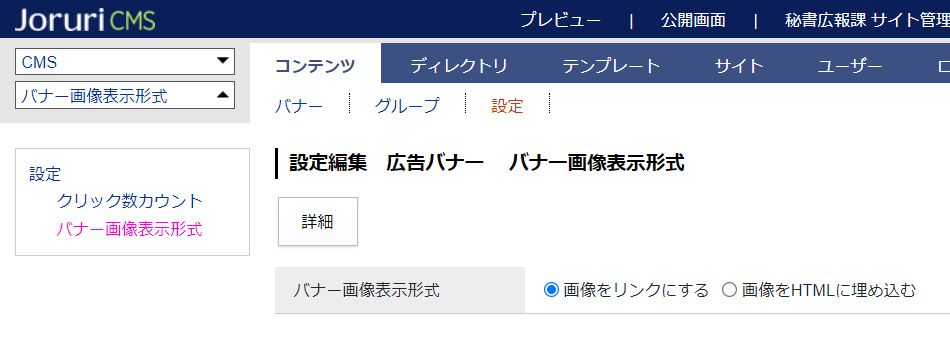 Joruri CMS
プレビュー | 公開画面 | 秘書広報課 サイト管理
CMS
バナー画像表示形式
コンテンツ ディレクトリ テンプレート サイト ユーザー ロ
バナー グループ 設定
設定
クリック数カウント
バナー画像表示形式
設定編集 広告バナー バナー画像表示形式
詳細
バナー画像表示形式 画像をリンクにする 画像をHTMLに埋め込む